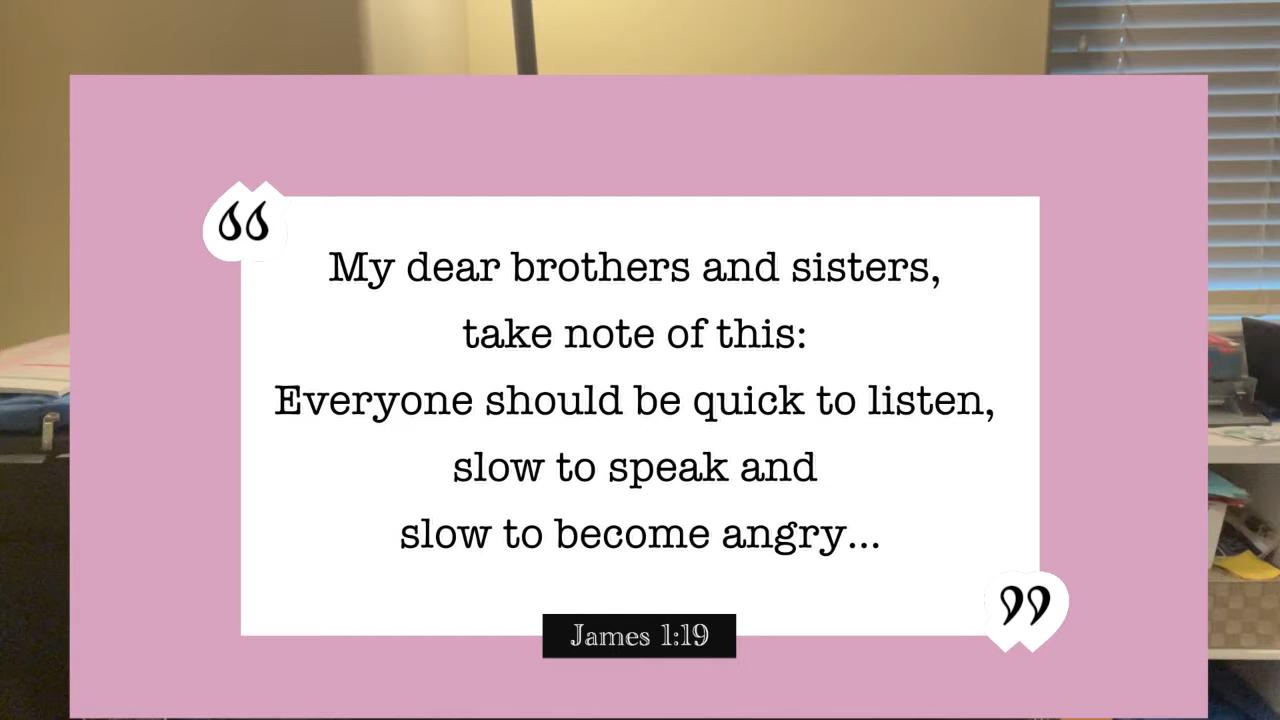 “
My dear brothers and sisters,
take note of this:
Everyone should be quick to listen,
slow to speak and
slow to become angry...
”
James 1:19